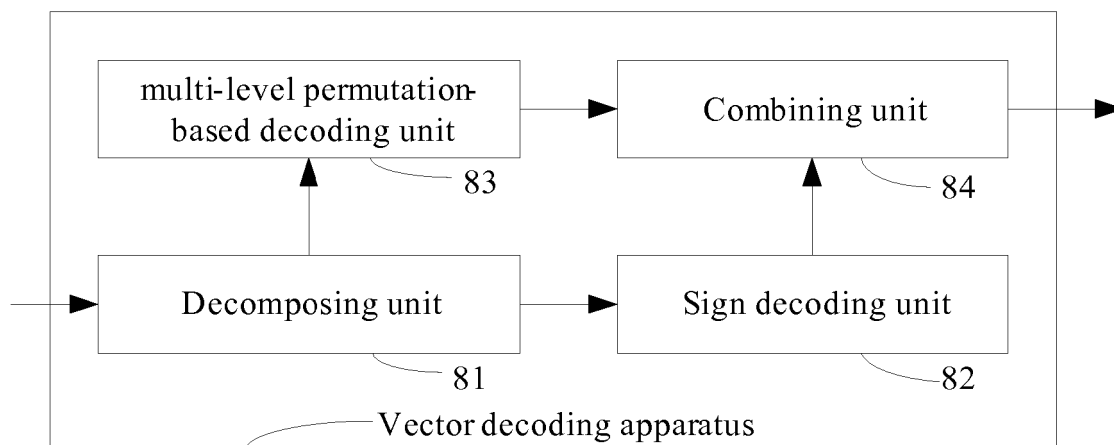 multi-level permutation-
based decoding unit
Combining unit
83
84
Decomposing unit
Sign decoding unit
81
82
Vector decoding apparatus